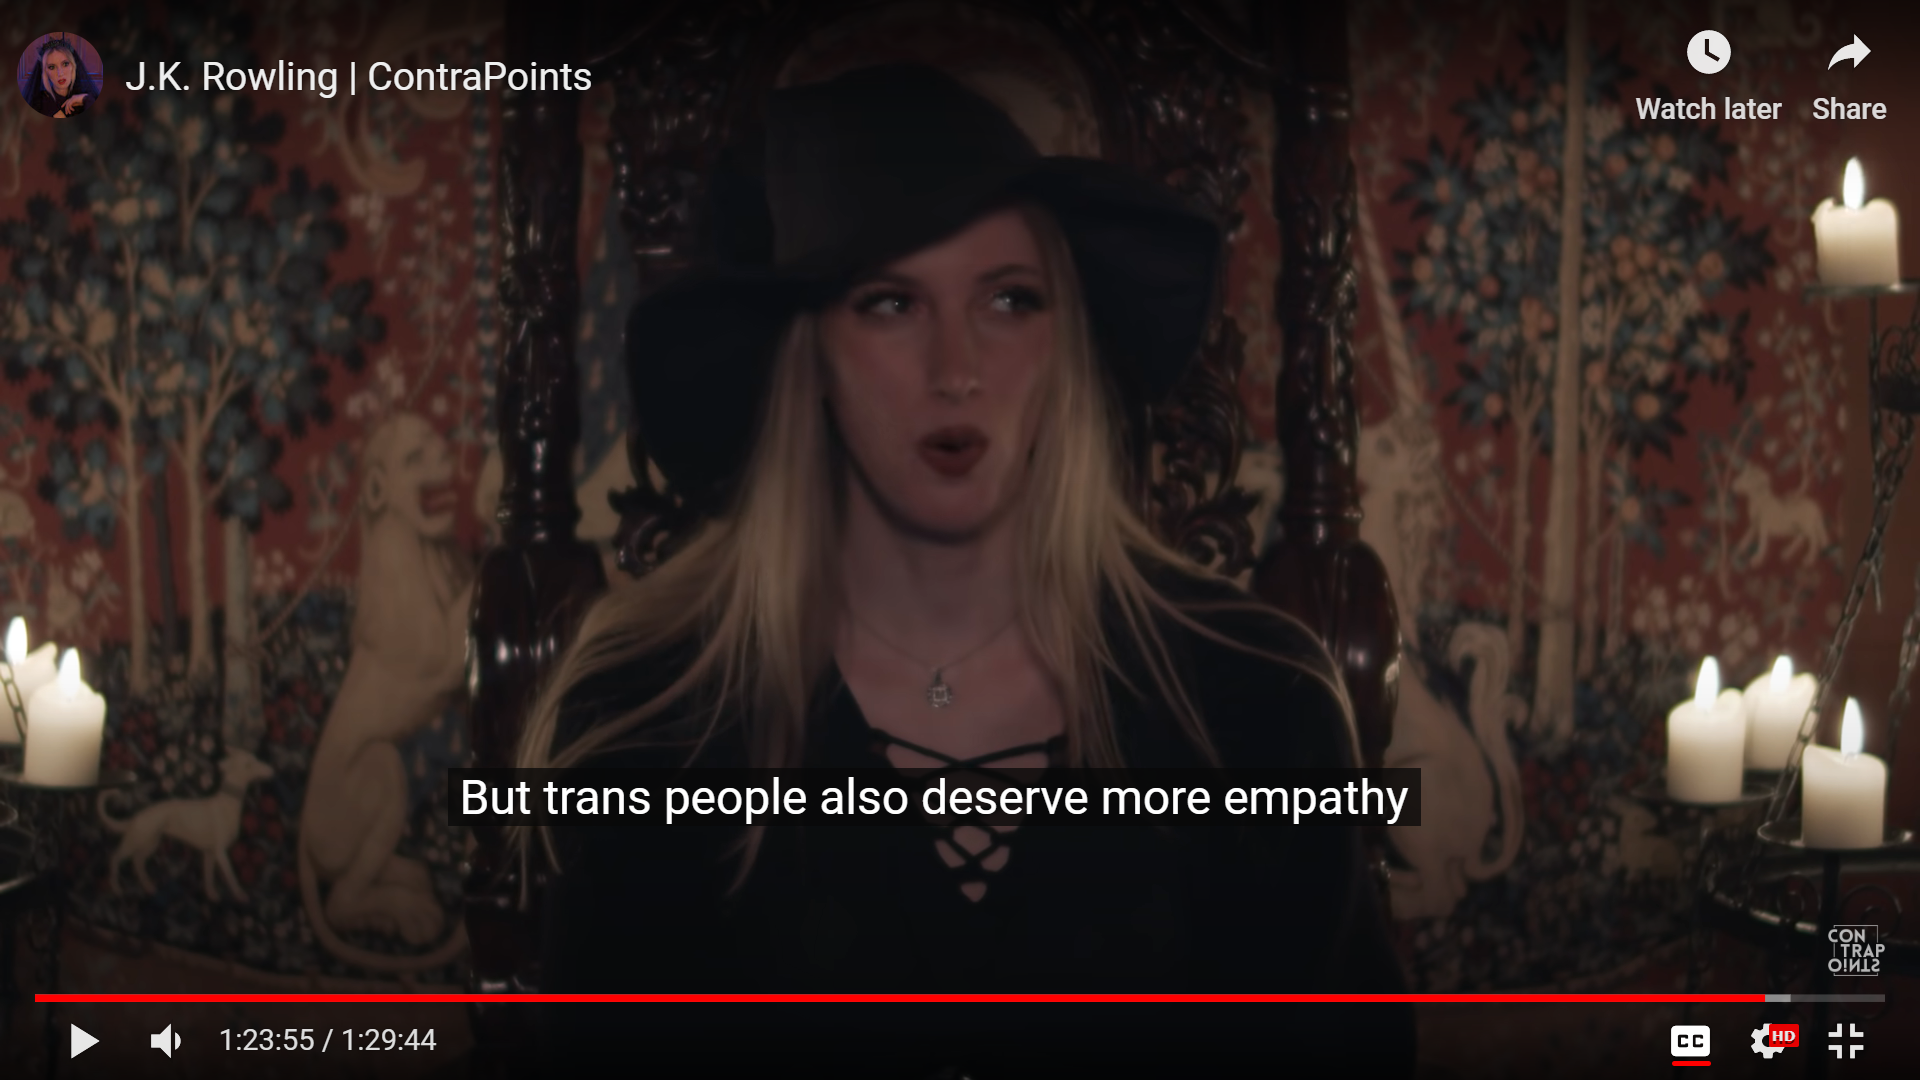 J.K. Rowling | ContraPoints
Watch later
Share
But trans people also deserve more empathy
CON
TRAP
OINTS
1:23:55 / 1:29:44
CC
HD